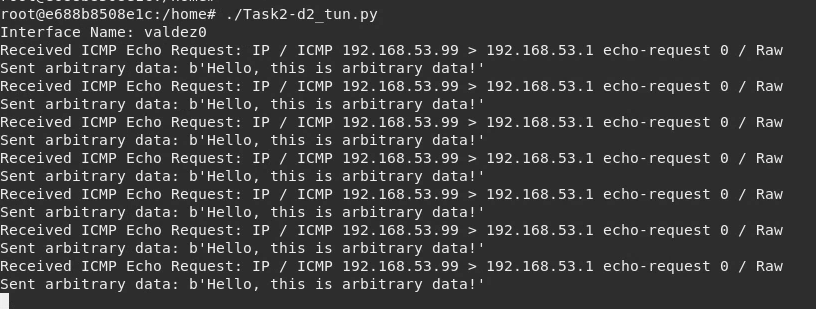 root@e688b8508e1c:/home#
root@e688b8508e1c:/home# ./Task2-d2_tun.py
Interface Name: valdez0
Received ICMP Echo Request: IP / ICMP 192.168.53.99 > 192.168.53.1 echo-request 0 / Raw
Sent arbitrary data: b'Hello, this is arbitrary data!'
Received ICMP Echo Request: IP / ICMP 192.168.53.99 > 192.168.53.1 echo-request 0 / Raw
Sent arbitrary data: b'Hello, this is arbitrary data!'
Received ICMP Echo Request: IP / ICMP 192.168.53.99 > 192.168.53.1 echo-request 0 / Raw
Sent arbitrary data: b'Hello, this is arbitrary data!'
Received ICMP Echo Request: IP / ICMP 192.168.53.99 > 192.168.53.1 echo-request 0 / Raw
Sent arbitrary data: b'Hello, this is arbitrary data!'
Received ICMP Echo Request: IP / ICMP 192.168.53.99 > 192.168.53.1 echo-request 0 / Raw
Sent arbitrary data: b'Hello, this is arbitrary data!'
Received ICMP Echo Request: IP / ICMP 192.168.53.99 > 192.168.53.1 echo-request 0 / Raw
Sent arbitrary data: b'Hello, this is arbitrary data!'
Received ICMP Echo Request: IP / ICMP 192.168.53.99 > 192.168.53.1 echo-request 0 / Raw
Sent arbitrary data: b'Hello, this is arbitrary data!'